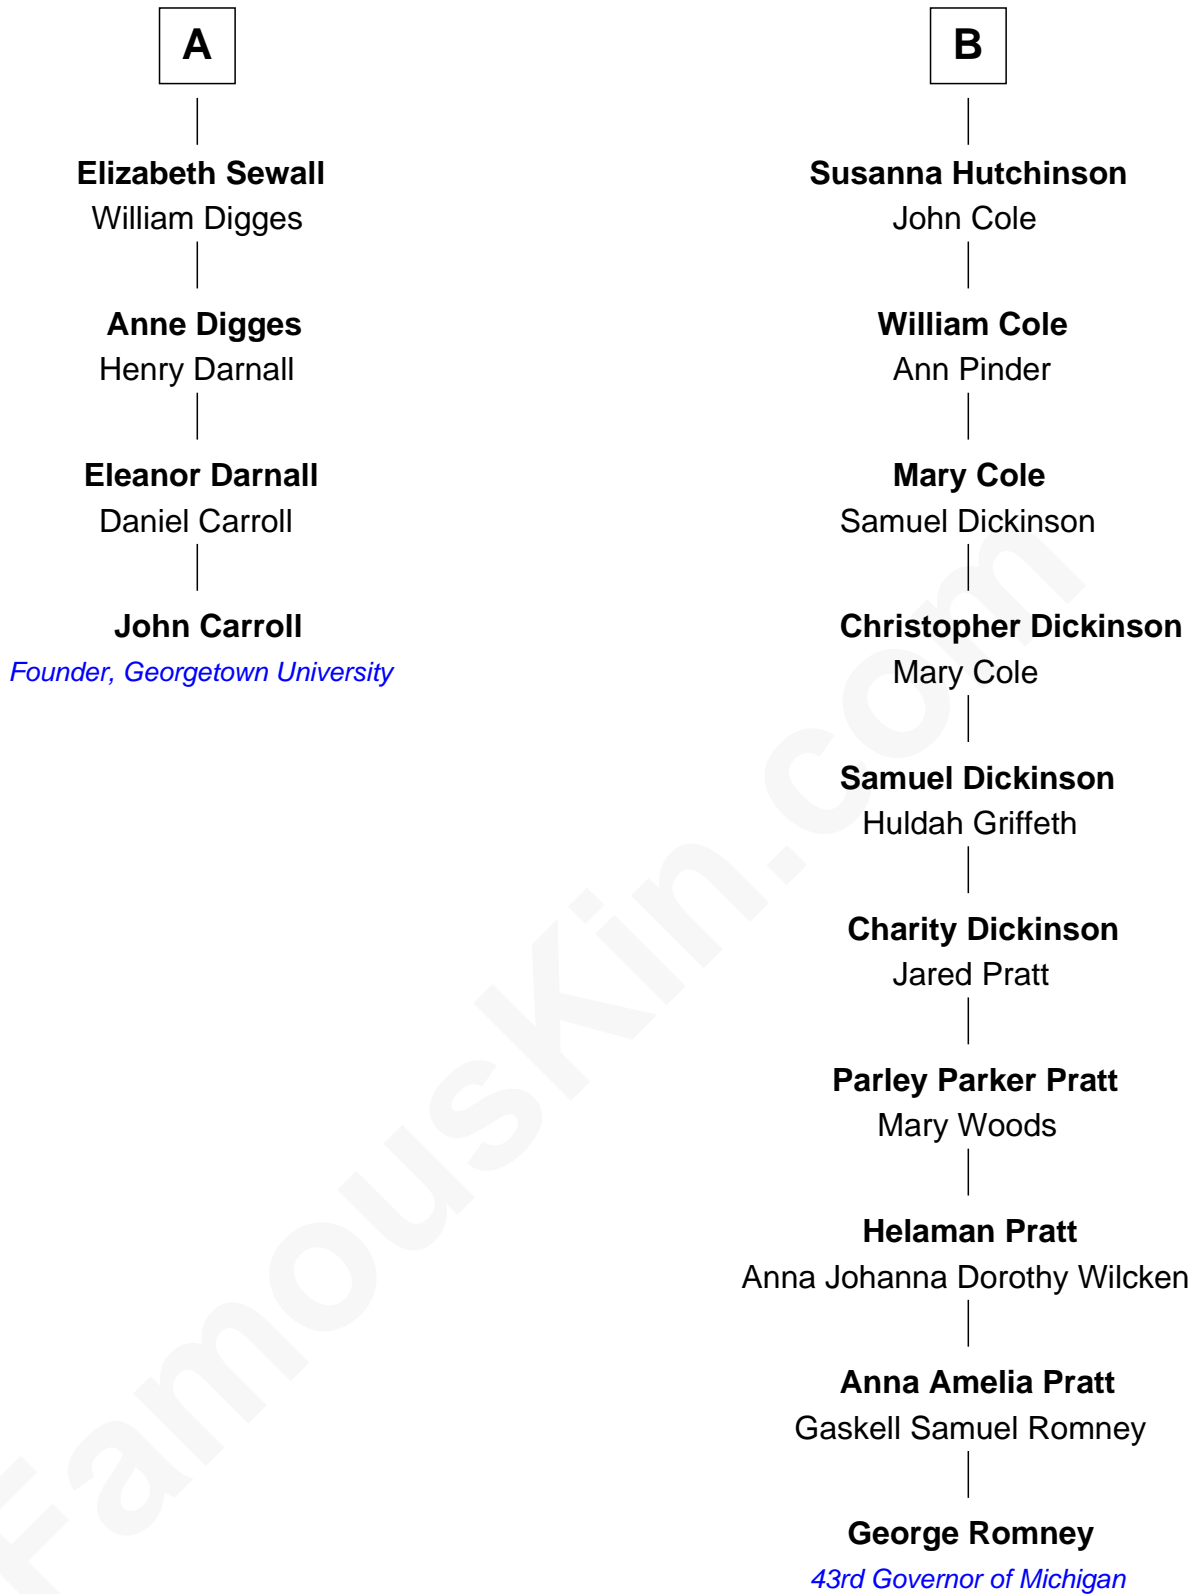 A
Elizabeth Sewall
William Digges
Anne Digges
Henry Darnall
Eleanor Darnall
Daniel Carroll
John Carroll
Founder, Georgetown University
B
Susanna Hutchinson
John Cole
William Cole
Ann Pinder
Mary Cole
Samuel Dickinson
Christopher Dickinson
Mary Cole
Samuel Dickinson
Huldah Griffeth
Charity Dickinson
Jared Pratt
Parley Parker Pratt
Mary Woods
Helaman Pratt
Anna Johanna Dorothy Wilcken
Anna Amelia Pratt
Gaskell Samuel Romney
George Romney
43rd Governor of Michigan
FamousKin.com